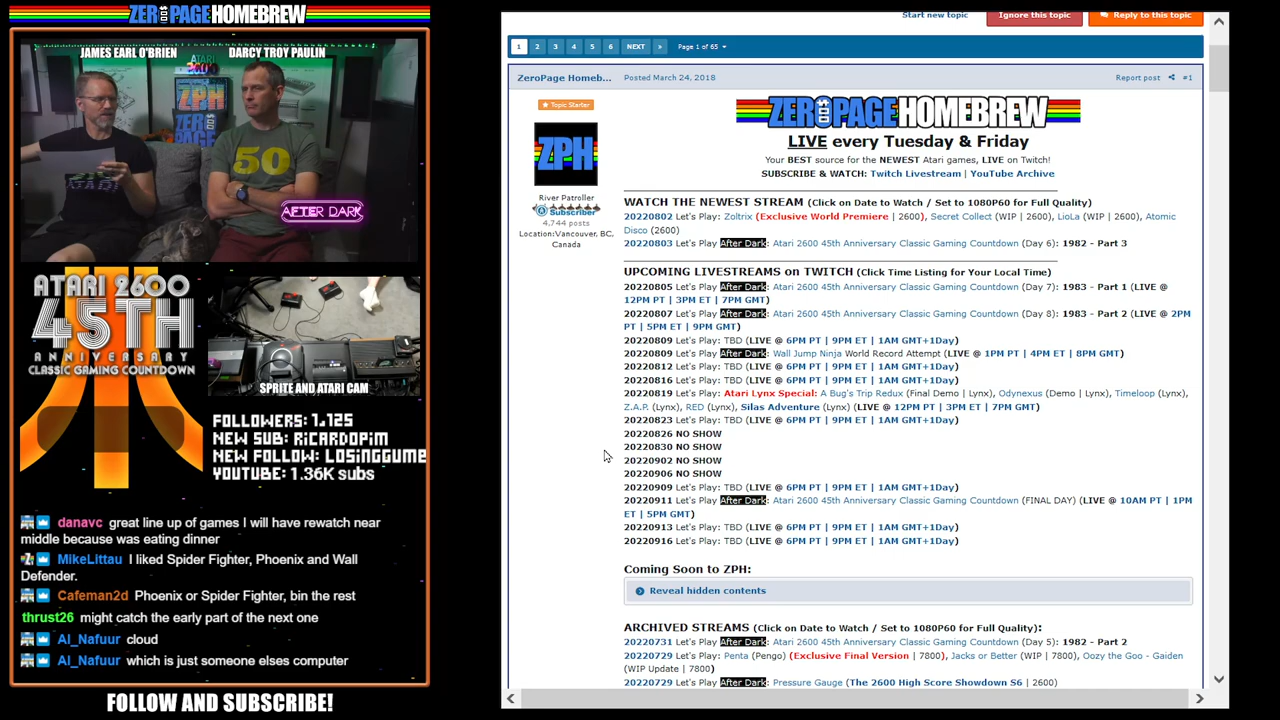 ZEROPAGE HOMEBREW
JAMES EARL O'BRIEN
DARCY TROY PAULIN
ATARI
ZPH
50
ATARI
AFTER DARK
ATARI 2600
45TH
ANNIVERSARY
CLASSIC GAMING COUNTDOWN
SPRITE AND ATARI CAM
FOLLOWERS: 1,125
NEW SUB: RICARDOPIM
NEW FOLLOW: LOSINGGUME
YOUTUBE: 1.36K subs
danavc great line up of games I will have rewatch near
middle because was eating dinner
MikeLittau I liked Spider Fighter, Phoenix and Wall
Defender.
Cafeman2d Phoenix or Spider Fighter, bin the rest
thrust26 might catch the early part of the next one
Al_Nafuur cloud
Al_Nafuur which is just someone elses computer
FOLLOW AND SUBSCRIBE!
Start new topic
Ignore this topic
Reply to this topic
1 2 3 4 5 6 NEXT » Page 1 of 65
ZeroPage Homeb... Posted March 24, 2018 Report post #1
Topic Starter
ZPH
River Patroller
Subscriber
4,744 posts
Location:Vancouver, BC,
Canada
ZEROPAGE HOMEBREW
LIVE every Tuesday & Friday
Your BEST source for the NEWEST Atari games, LIVE on Twitch!
SUBSCRIBE & WATCH: Twitch Livestream | YouTube Archive
WATCH THE NEWEST STREAM (Click on Date to Watch / Set to 1080P60 for Full Quality)
20220802 Let's Play: Zoltrix (Exclusive World Premiere | 2600), Secret Collect (WIP | 2600), LioLa (WIP | 2600), Atomic
Disco (2600)
20220803 Let's Play After Dark: Atari 2600 45th Anniversary Classic Gaming Countdown (Day 6): 1982 - Part 3
UPCOMING LIVESTREAMS on TWITCH (Click Time Listing for Your Local Time)
20220805 Let's Play After Dark: Atari 2600 45th Anniversary Classic Gaming Countdown (Day 7): 1983 - Part 1 (LIVE @
12PM PT | 3PM ET | 7PM GMT)
20220807 Let's Play After Dark: Atari 2600 45th Anniversary Classic Gaming Countdown (Day 8): 1983 - Part 2 (LIVE @ 2PM
PT | 5PM ET | 9PM GMT)
20220809 Let's Play: TBD (LIVE @ 6PM PT | 9PM ET | 1AM GMT+1Day)
20220809 Let's Play After Dark: Wall Jump Ninja World Record Attempt (LIVE @ 1PM PT | 4PM ET | 8PM GMT)
20220812 Let's Play: TBD (LIVE @ 6PM PT | 9PM ET | 1AM GMT+1Day)
20220816 Let's Play: TBD (LIVE @ 6PM PT | 9PM ET | 1AM GMT+1Day)
20220819 Let's Play: Atari Lynx Special: A Bug's Trip Redux (Final Demo | Lynx), Odynexus (Demo | Lynx), Timeloop (Lynx),
Z.A.P. (Lynx), RED (Lynx), Silas Adventure (Lynx) (LIVE @ 12PM PT | 3PM ET | 7PM GMT)
20220823 Let's Play: TBD (LIVE @ 6PM PT | 9PM ET | 1AM GMT+1Day)
20220826 NO SHOW
20220830 NO SHOW
20220902 NO SHOW
20220906 NO SHOW
20220909 Let's Play: TBD (LIVE @ 6PM PT | 9PM ET | 1AM GMT+1Day)
20220911 Let's Play After Dark: Atari 2600 45th Anniversary Classic Gaming Countdown (FINAL DAY) (LIVE @ 10AM PT | 1PM
ET | 5PM GMT)
20220913 Let's Play: TBD (LIVE @ 6PM PT | 9PM ET | 1AM GMT+1Day)
20220916 Let's Play: TBD (LIVE @ 6PM PT | 9PM ET | 1AM GMT+1Day)
Coming Soon to ZPH:
Reveal hidden contents
ARCHIVED STREAMS (Click on Date to Watch / Set to 1080P60 for Full Quality):
20220731 Let's Play After Dark: Atari 2600 45th Anniversary Classic Gaming Countdown (Day 5): 1982 - Part 2
20220729 Let's Play: Penta (Pengo) (Exclusive Final Version | 7800), Jacks or Better (WIP | 7800), Oozy the Goo - Gaiden
(WIP Update | 7800)
20220729 Let's Play After Dark: Pressure Gauge (The 2600 High Score Showdown S6 | 2600)